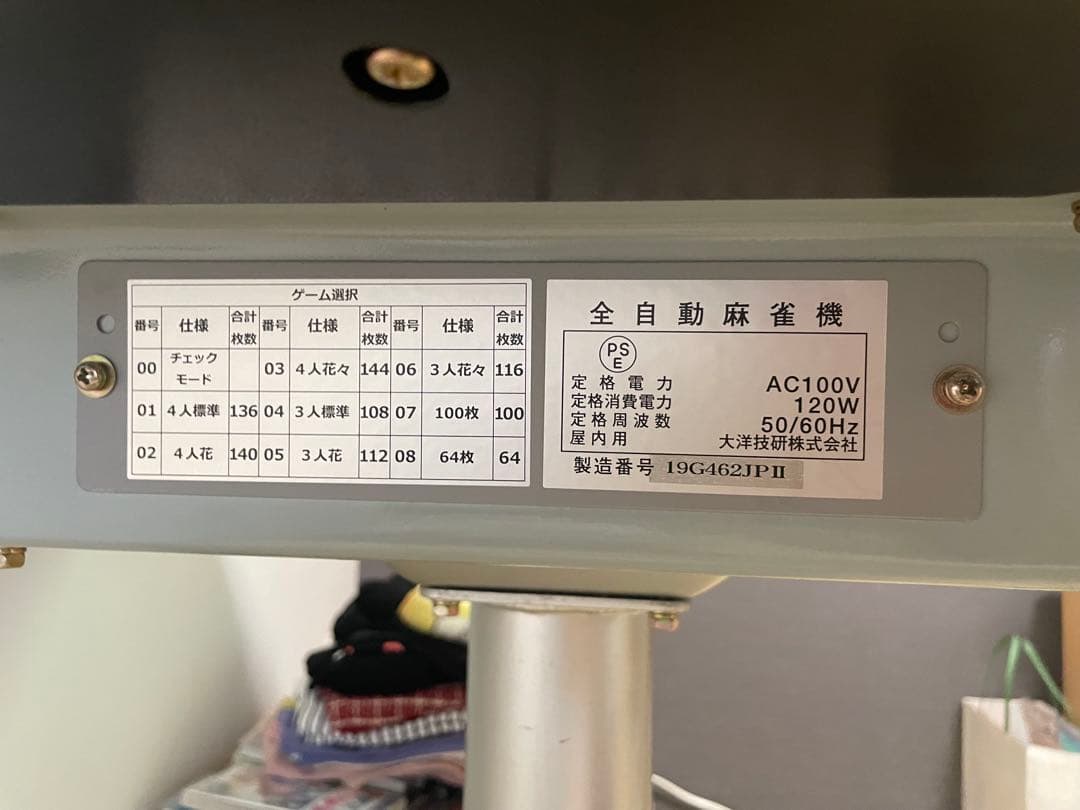 ゲーム選択
番号 仕様 合計枚数 番号 仕様 合計枚数 番号 仕様 合計枚数
00 チェックモード 03 4人花々 144 06 3人花々 116
01 4人標準 136 04 3人標準 108 07 100枚 100
02 4人花 140 05 3人花 112 08 64枚 64
全自動麻雀機
PSE
定格電力 AC100V
定格消費電力 120W
定格周波数 50/60Hz
屋内用 大洋技研株式会社
製造番号 19G462JPII